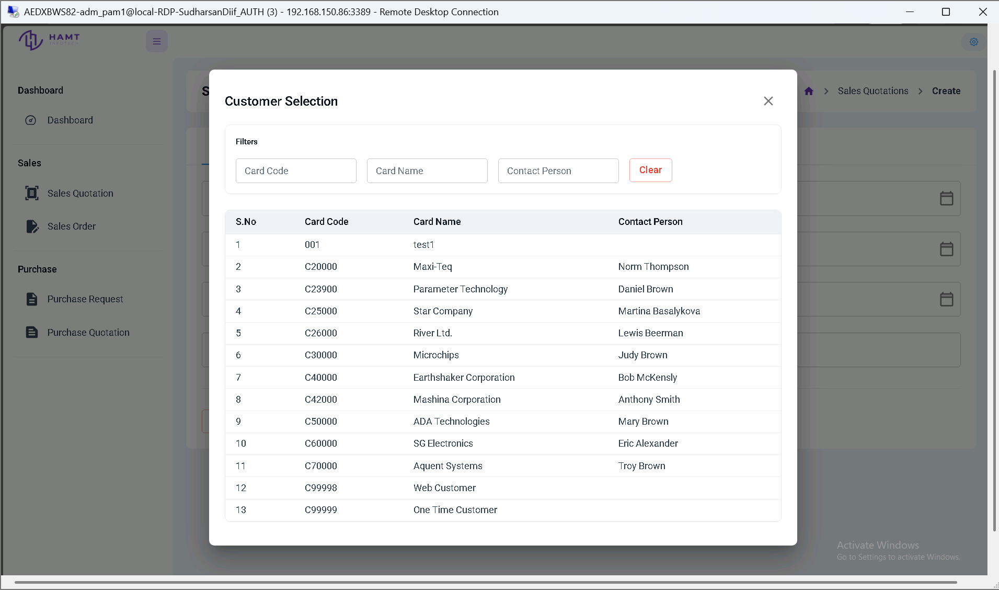 AEDXBWS82-adm_pam1@local-RDP-SudharsanDiif_AUTH (3) - 192.168.150.86:3389 - Remote Desktop Connection
HAMT
INFOTECH
Dashboard
Dashboard
Sales
Sales Quotation
Sales Order
Purchase
Purchase Request
Purchase Quotation
S
Sales Quotations > Create
Customer Selection
Filters
Card Code Card Name Contact Person Clear
S.No Card Code Card Name Contact Person
1 001 test1
2 C20000 Maxi-Teq Norm Thompson
3 C23900 Parameter Technology Daniel Brown
4 C25000 Star Company Martina Basalykova
5 C26000 River Ltd. Lewis Beerman
6 C30000 Microchips Judy Brown
7 C40000 Earthshaker Corporation Bob McKensly
8 C42000 Mashina Corporation Anthony Smith
9 C50000 ADA Technologies Mary Brown
10 C60000 SG Electronics Eric Alexander
11 C70000 Aquent Systems Troy Brown
12 C99998 Web Customer
13 C99999 One Time Customer
Activate Windows
Go to Settings to activate Windows.